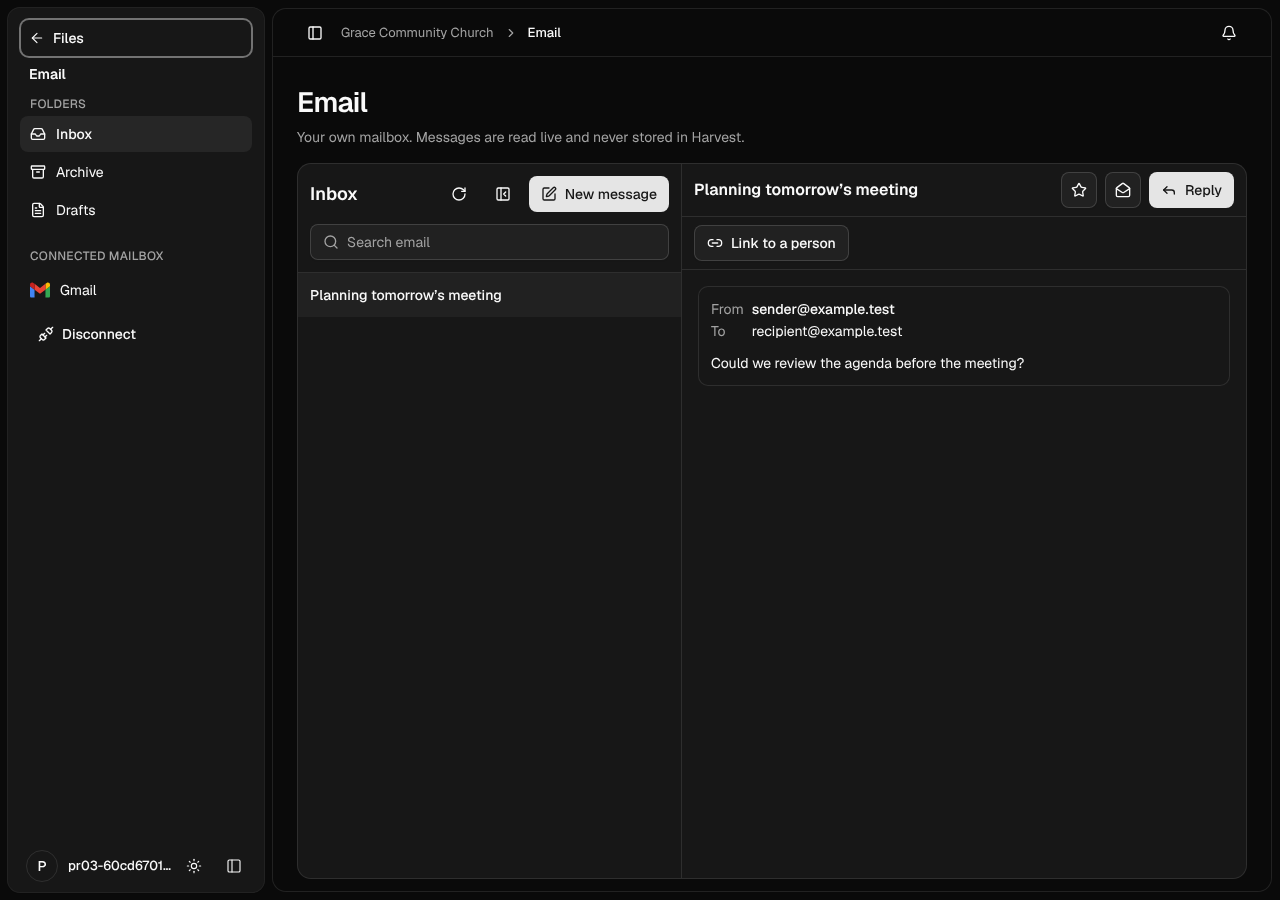 Files
Email
FOLDERS
Inbox
Archive
Drafts
CONNECTED MAILBOX
Gmail
Disconnect
P
pr03-60cd6701…
Grace Community Church
Email
Email
Your own mailbox. Messages are read live and never stored in Harvest.
Inbox
New message
Search email
Planning tomorrow’s meeting
Planning tomorrow’s meeting
Reply
Link to a person
From sender@example.test
To recipient@example.test
Could we review the agenda before the meeting?